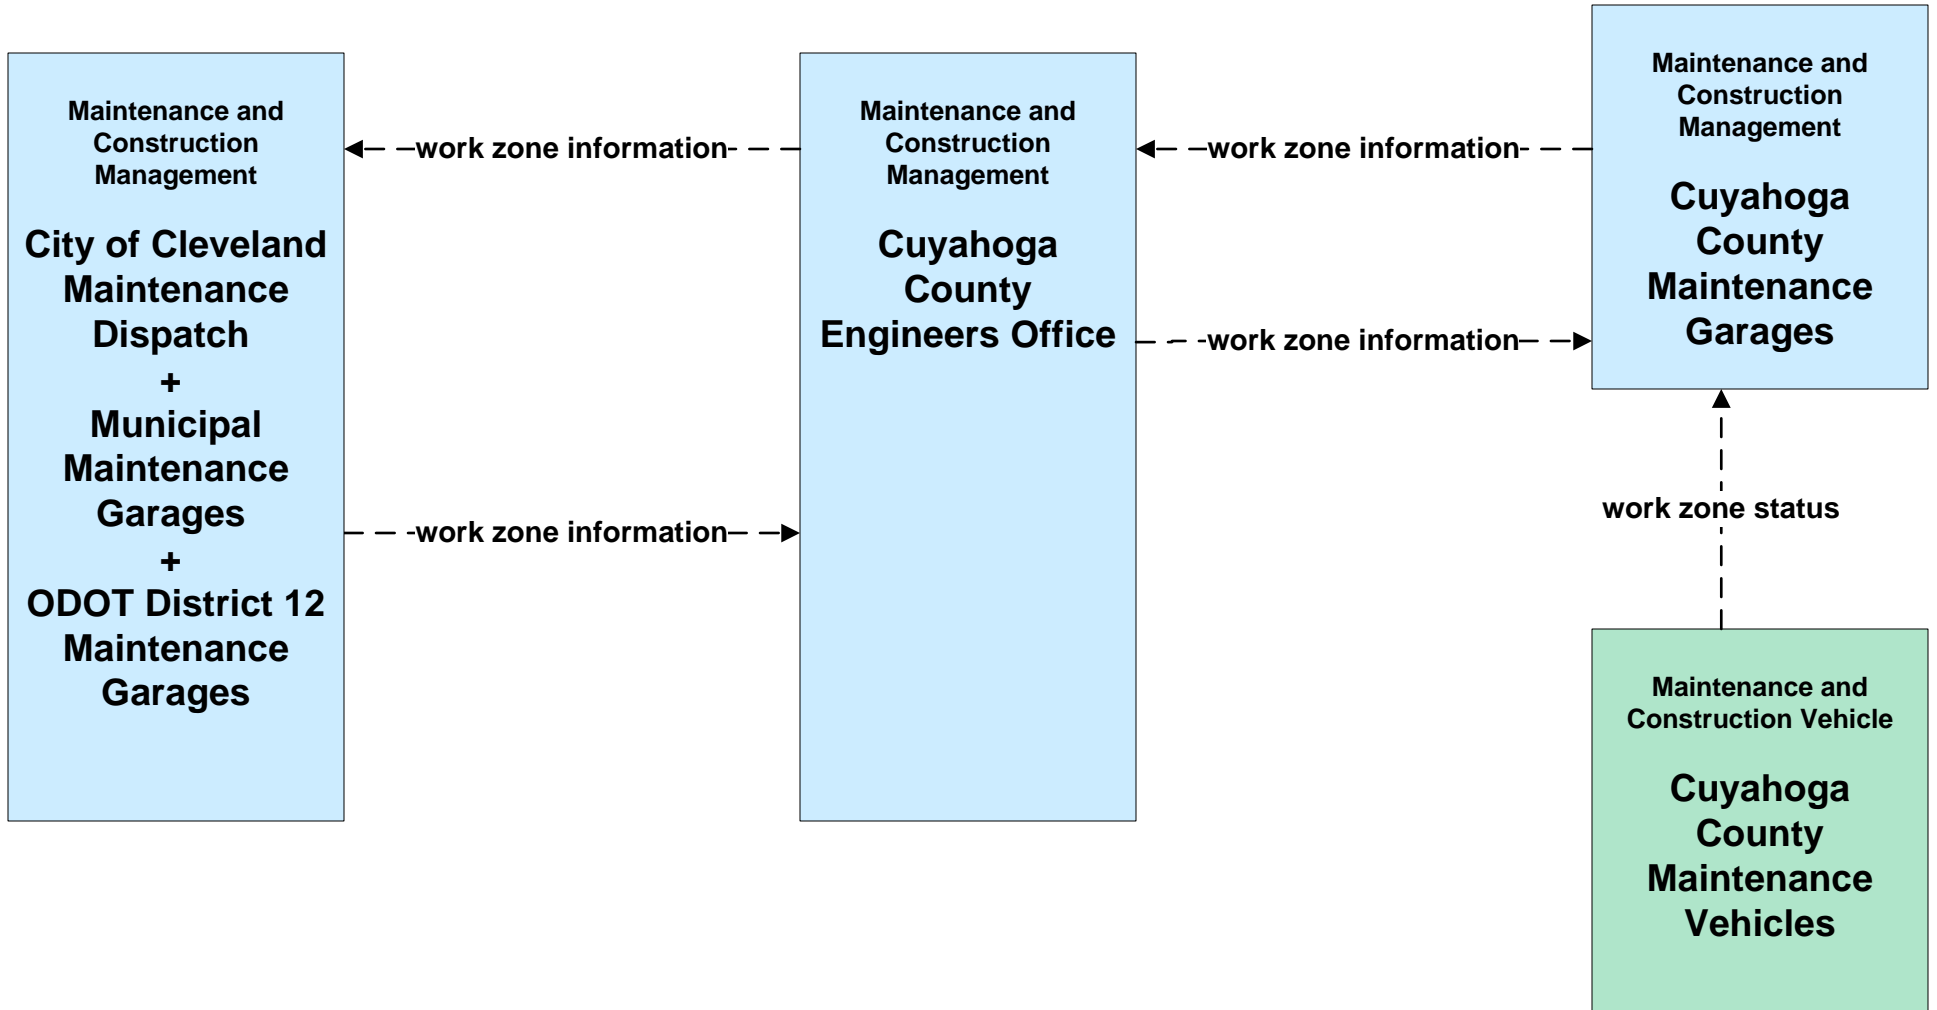 Maintenance and
Construction
Management
City of Cleveland
Maintenance
Dispatch
+
Municipal
Maintenance
Garages
+
ODOT District 12
Maintenance
Garages
work zone information
work zone information
Maintenance and
Construction
Management
Cuyahoga
County
Engineers Office
work zone information
work zone information
Maintenance and
Construction
Management
Cuyahoga
County
Maintenance
Garages
work zone status
Maintenance and
Construction Vehicle
Cuyahoga
County
Maintenance
Vehicles